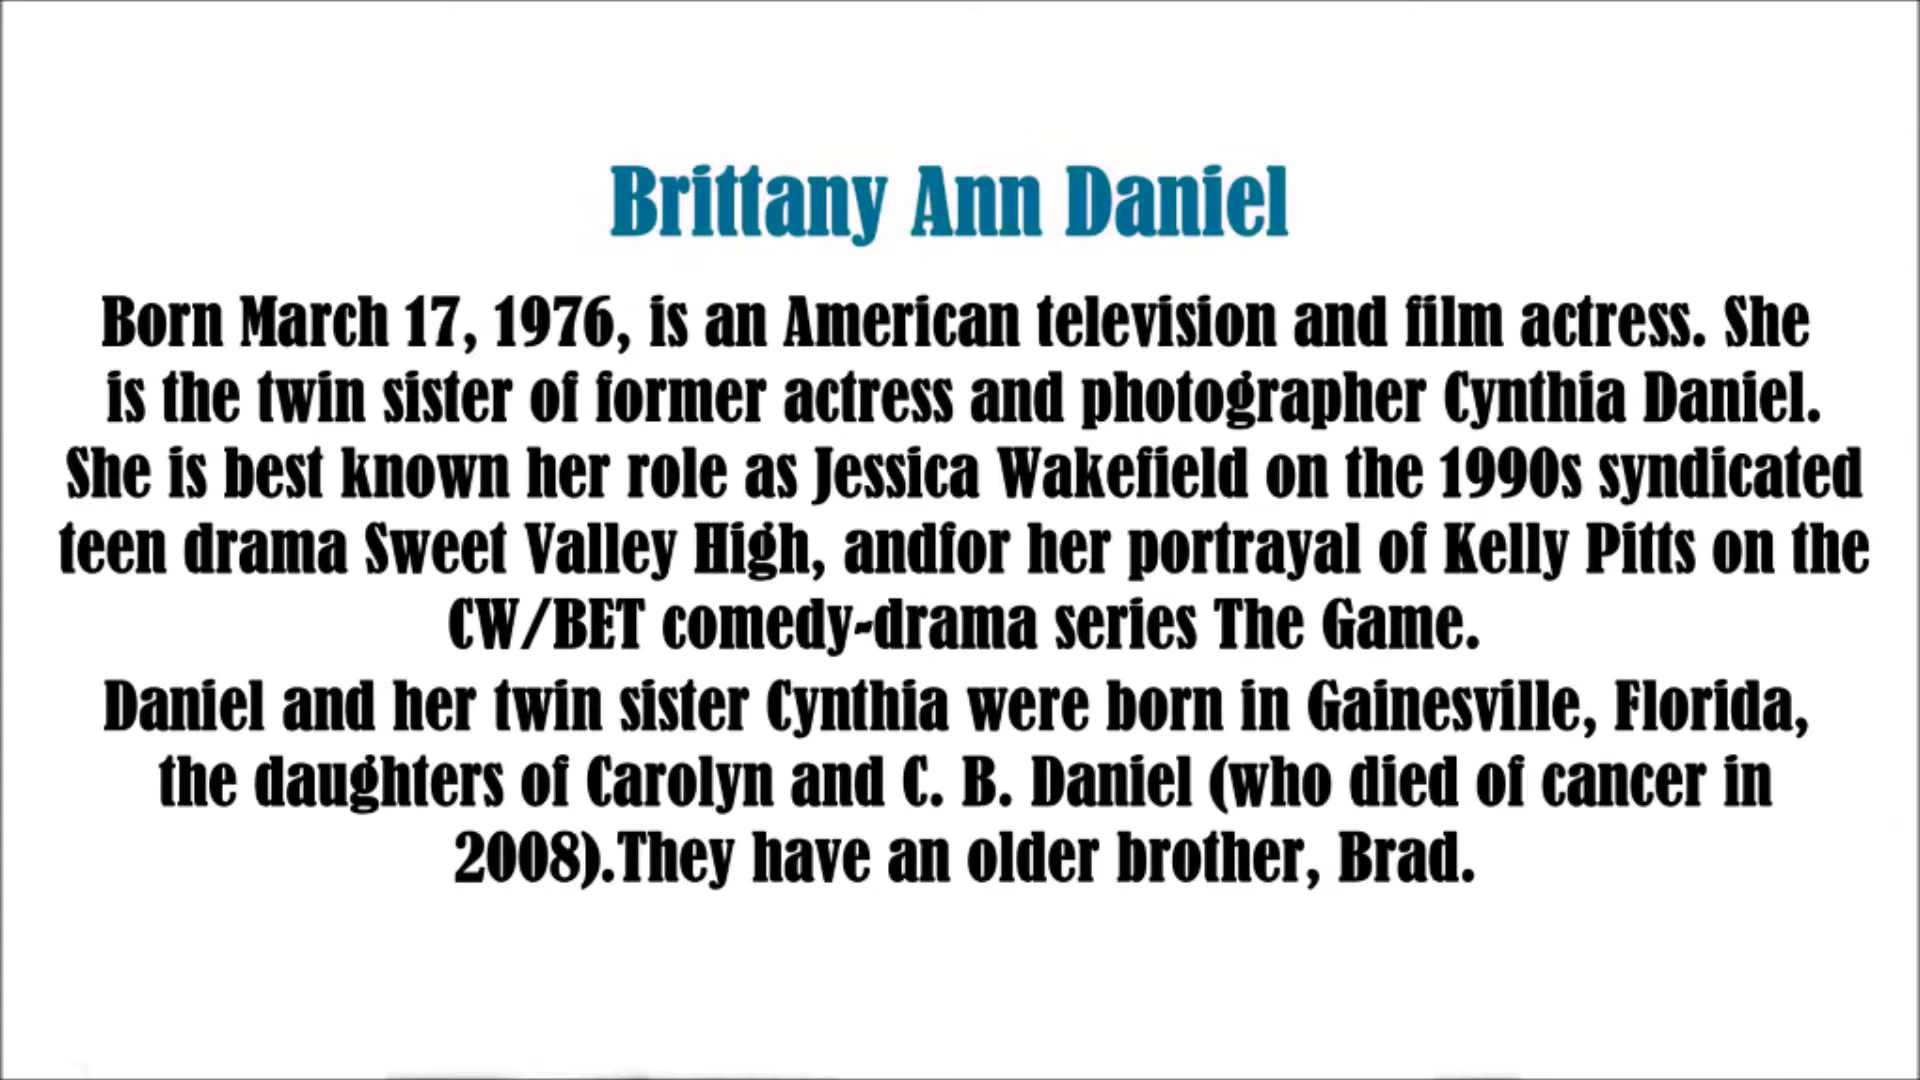 Brittany Ann Daniel
Born March 17, 1976, is an American television and film actress. She
is the twin sister of former actress and photographer Cynthia Daniel.
She is best known her role as Jessica Wakefield on the 1990s syndicated
teen drama Sweet Valley High, andfor her portrayal of Kelly Pitts on the
CW/BET comedy-drama series The Game.
Daniel and her twin sister Cynthia were born in Gainesville, Florida,
the daughters of Carolyn and C. B. Daniel (who died of cancer in
2008).They have an older brother, Brad.